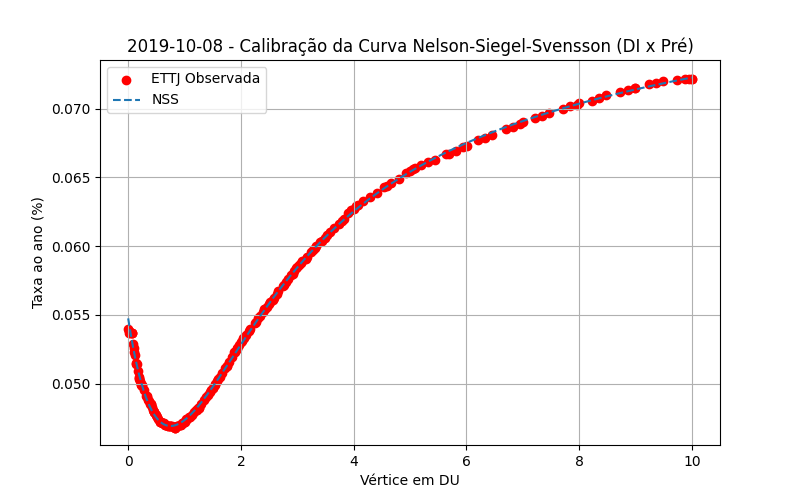 2019-10-08 - Calibração da Curva Nelson-Siegel-Svensson (DI x Pré)
ETTJ Observada
NSS
Taxa ao ano (%)
0.070
0.065
0.060
0.055
0.050
0 2 4 6 8 10
Vértice em DU